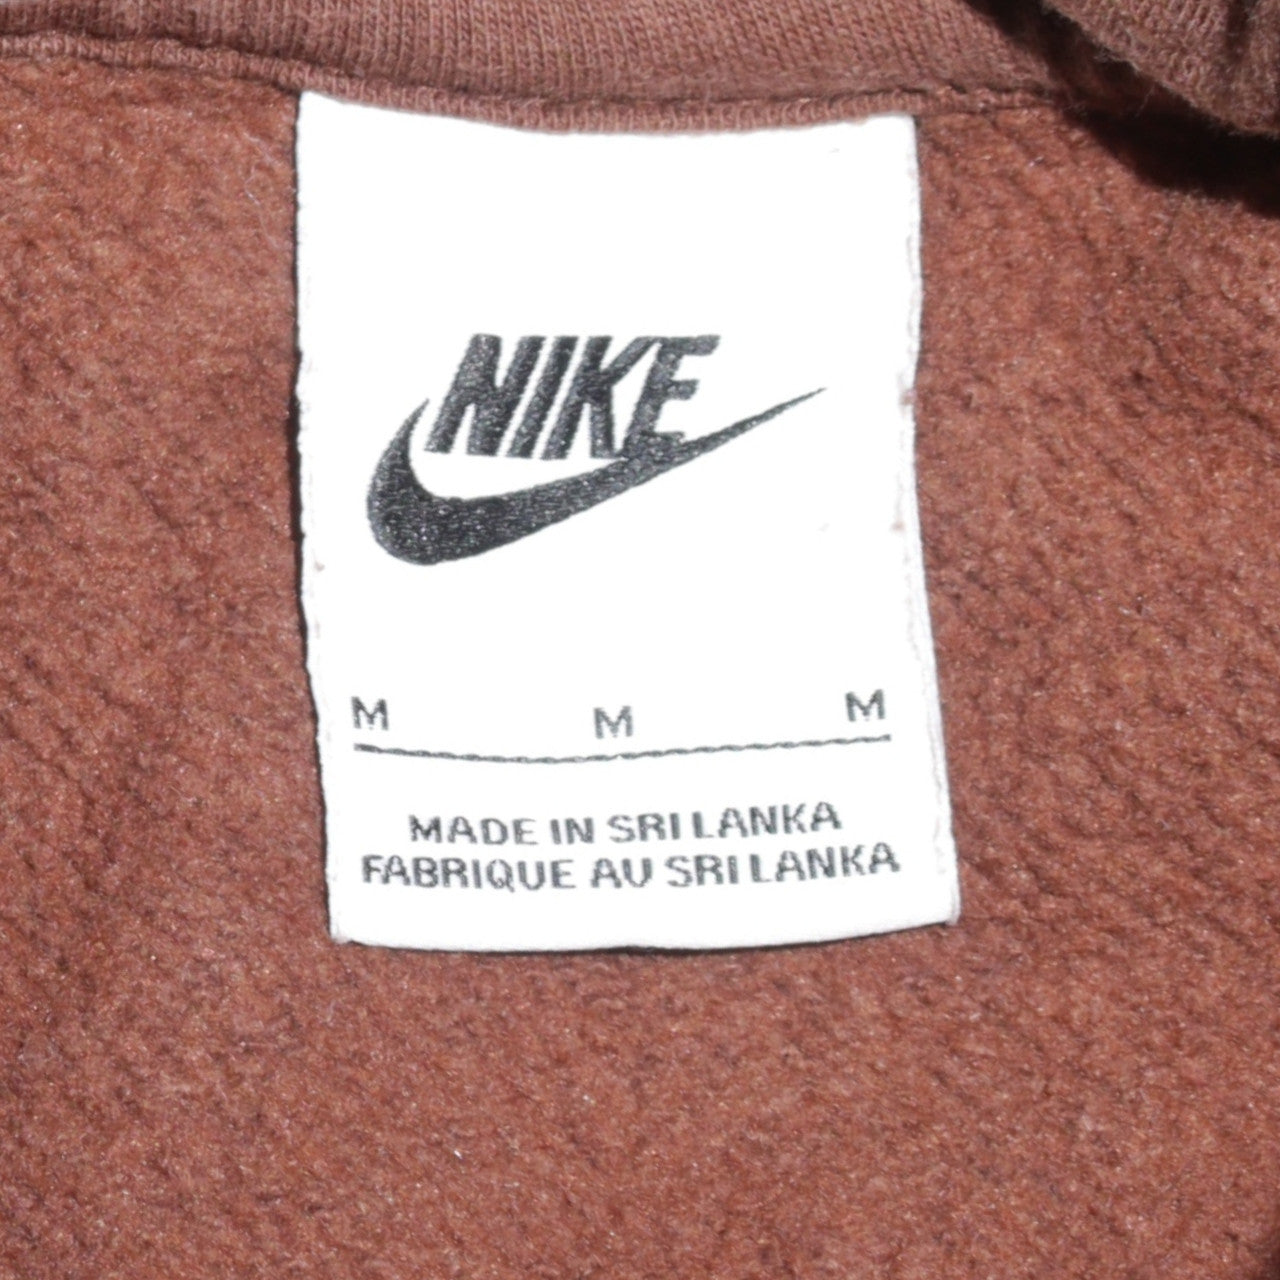 NIKE
M M M
MADE IN SRI LANKA
FABRIQUE AU SRI LANKA